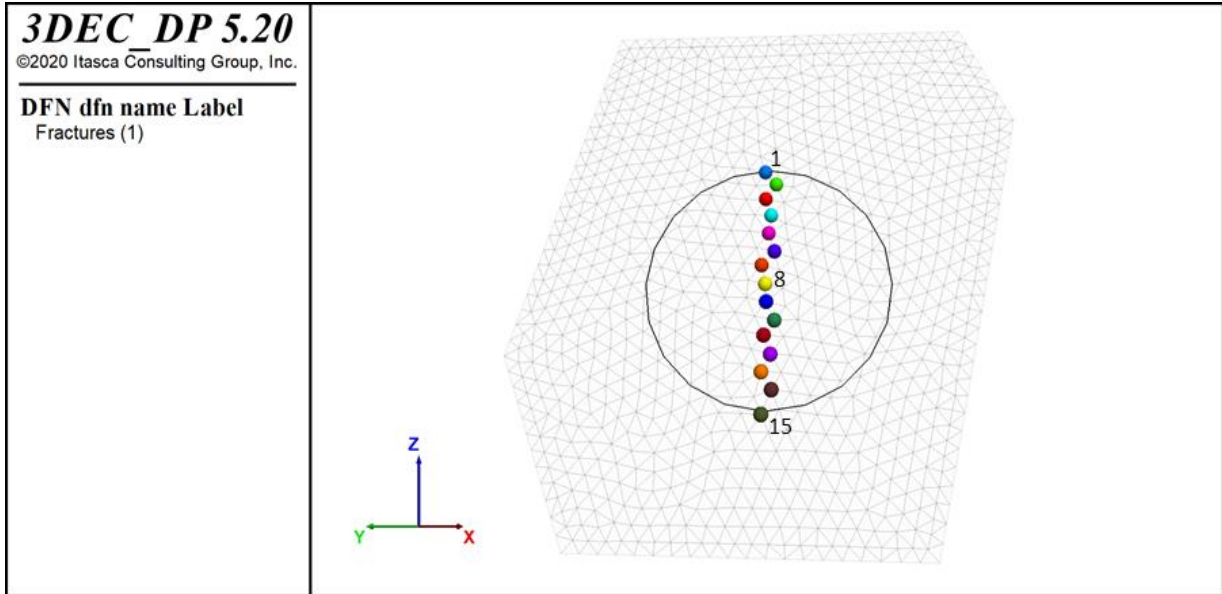 3DEC_DP 5.20
©2020 Itasca Consulting Group, Inc.
DFN dfn name Label
Fractures (1)
1
8
15
Z
Y
X